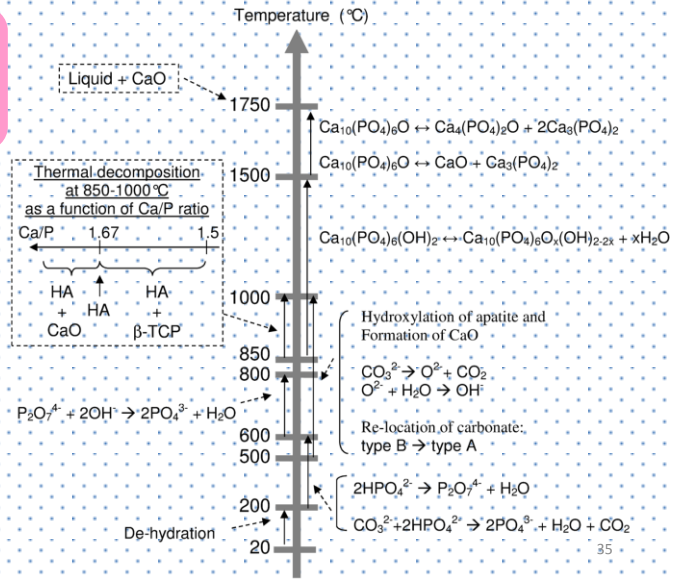 Temperature (℃)
Liquid + CaO
1750
Ca₁₀(PO₄)₆O ↔ Ca₄(PO₄)₂O + 2Ca₃(PO₄)₂
Ca₁₀(PO₄)₆O ↔ CaO + Ca₃(PO₄)₂
1500
Thermal decomposition
at 850-1000℃
as a function of Ca/P ratio
Ca/P 1.67 1.5
HA
+
CaO
HA
HA
+
β-TCP
Ca₁₀(PO₄)₆(OH)₂ ↔ Ca₁₀(PO₄)₆Oₓ(OH)₂₋₂ₓ + xH₂O
1000
850
800
Hydroxylation of apatite and
Formation of CaO
CO₃²⁻ → O²⁻ + CO₂
O²⁻ + H₂O → OH⁻
Re-location of carbonate:
type B → type A
P₂O₇⁴⁻ + 2OH⁻ → 2PO₄³⁻ + H₂O
600
500
2HPO₄²⁻ → P₂O₇⁴⁻ + H₂O
CO₃²⁻+2HPO₄²⁻ → 2PO₄³⁻ + H₂O + CO₂
200
De-hydration
20
35